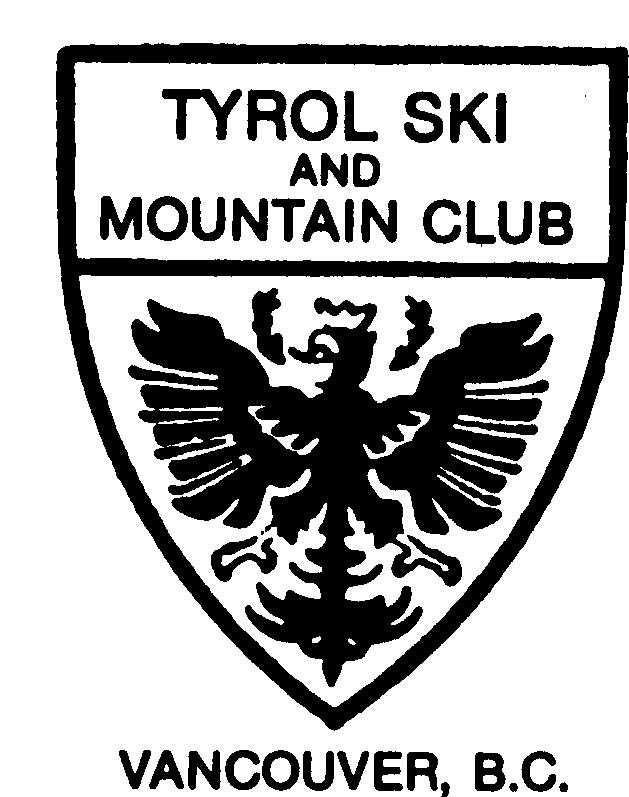 TYROL SKI
AND
MOUNTAIN CLUB
VANCOUVER, B.C.